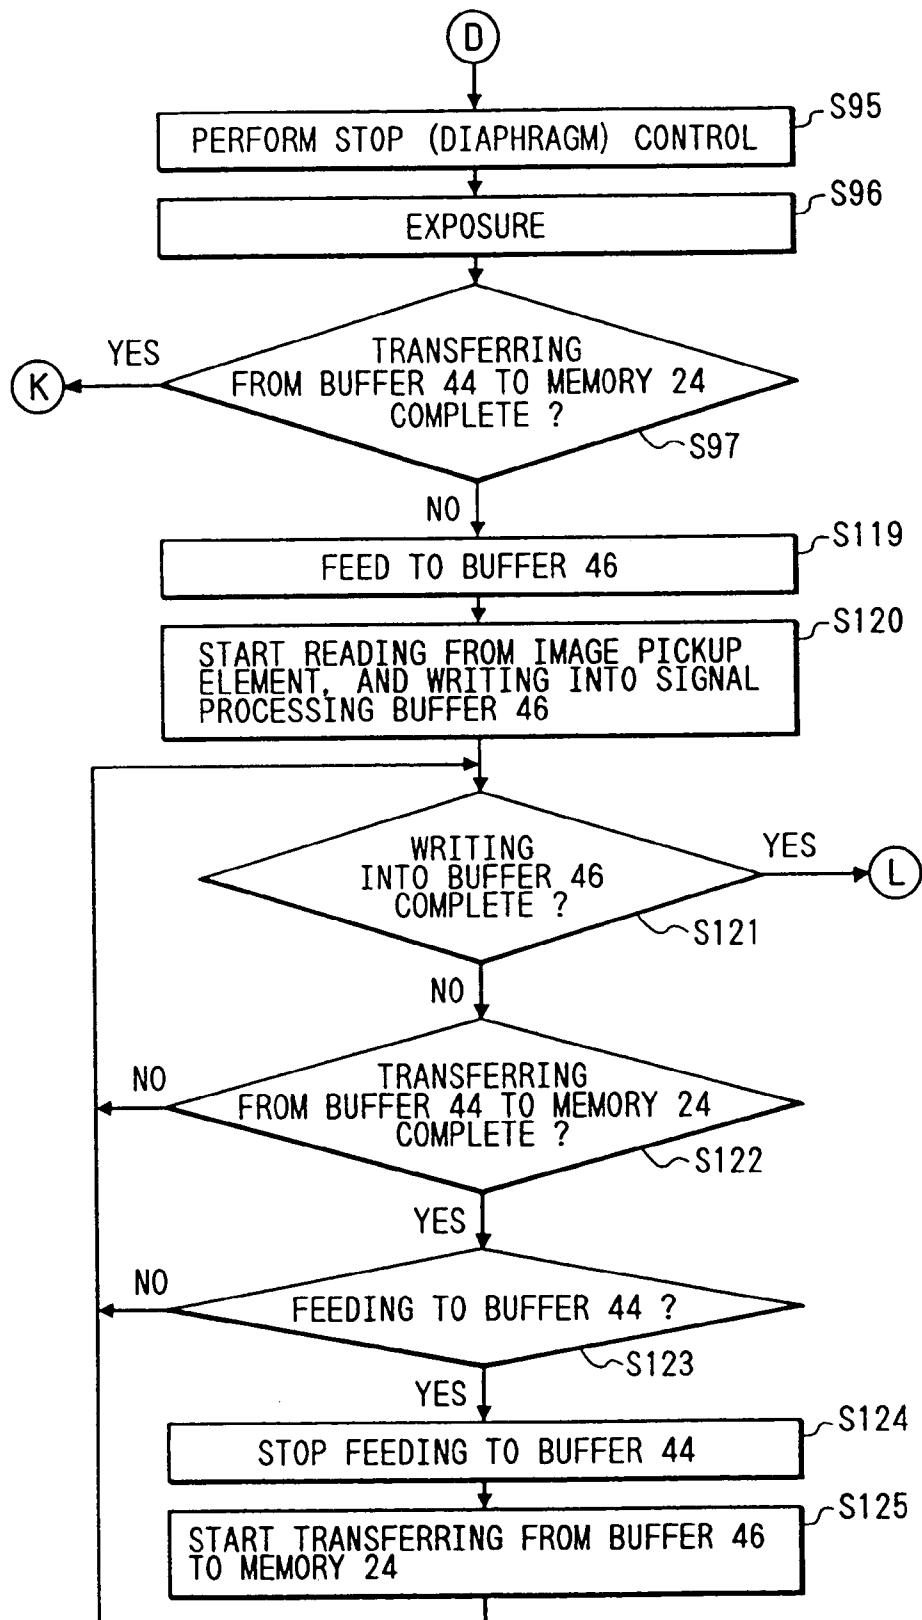 D
S95
PERFORM STOP (DIAPHRAGM) CONTROL
S96
EXPOSURE
YES
TRANSFERRING
K
FROM BUFFER 44 TO MEMORY 24
COMPLETE ?
S97
NO
S119
FEED TO BUFFER 46
S120
START READING FROM IMAGE PICKUP
ELEMENT, AND WRITING INTO SIGNAL
PROCESSING BUFFER 46
WRITING
YES
INTO BUFFER 46
L
COMPLETE ?
S121
NO
NO
TRANSFERRING
FROM BUFFER 44 TO MEMORY 24
COMPLETE ?
S122
YES
NO
FEEDING TO BUFFER 44 ?
S123
YES
S124
STOP FEEDING TO BUFFER 44
S125
START TRANSFERRING FROM BUFFER 46
TO MEMORY 24